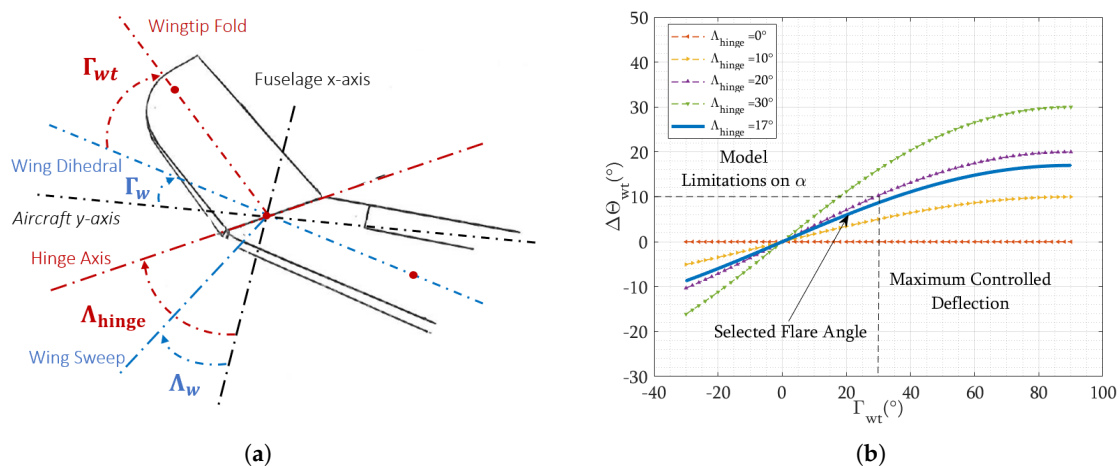 Wingtip Fold
Γwt
Fuselage x-axis
Wing Dihedral
Γw
Aircraft y-axis
Hinge Axis
Λhinge
Wing Sweep
Λw
(a)
ΔΘwt(°)
50
40
30
20
10
0
-10
-20
-30
Λhinge =0°
Λhinge =10°
Λhinge =20°
Λhinge =30°
Λhinge =17°
Model
Limitations on α
Maximum Controlled
Deflection
Selected Flare Angle
-40 -20 0 20 40 60 80 100
Γwt(°)
(b)